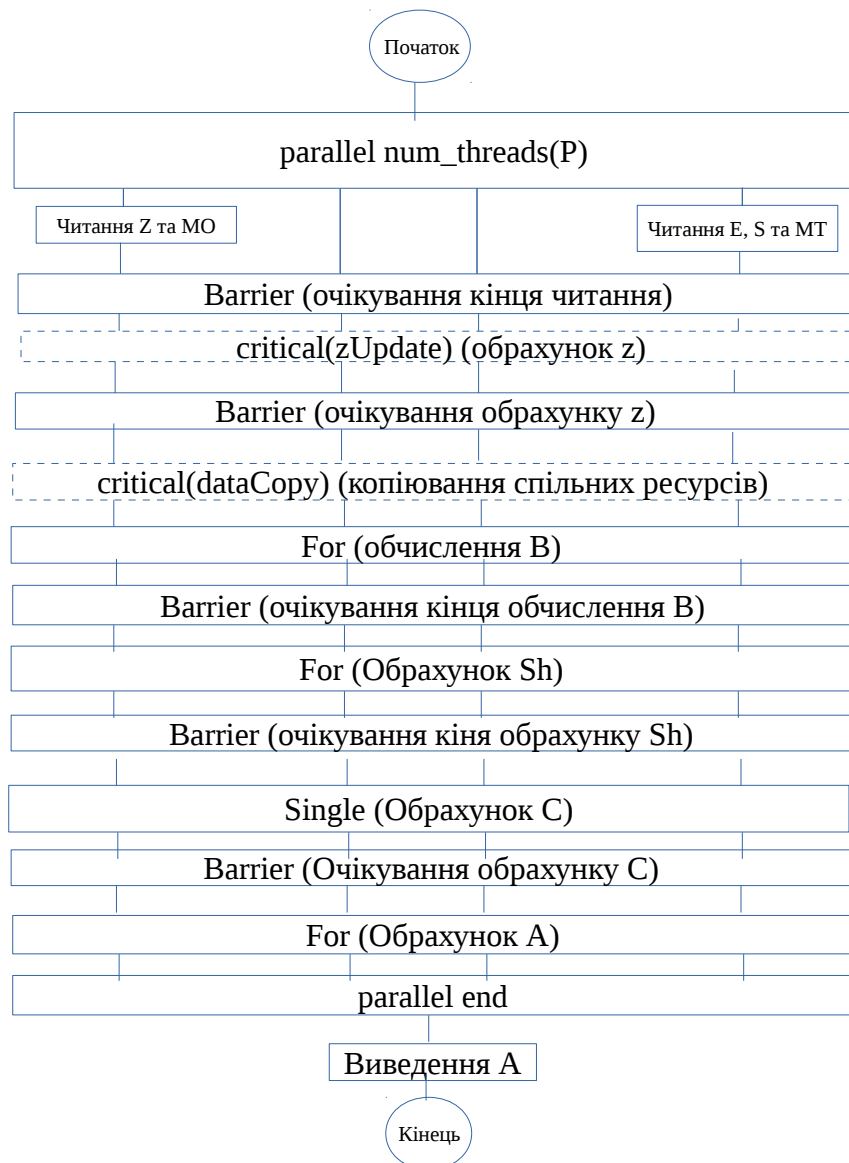 Початок
parallel num_threads(P)
Читання Z та MO
Читання E, S та MT
Barrier (очікування кінця читання)
critical(zUpdate) (обрахунок z)
Barrier (очікування обрахунку z)
critical(dataCopy) (копіювання спільних ресурсів)
For (обчислення B)
Barrier (очікування кінця обчислення B)
For (Обрахунок Sh)
Barrier (очікування кіня обрахунку Sh)
Single (Обрахунок C)
Barrier (Очікування обрахунку C)
For (Обрахунок A)
parallel end
Виведення A
Кінець